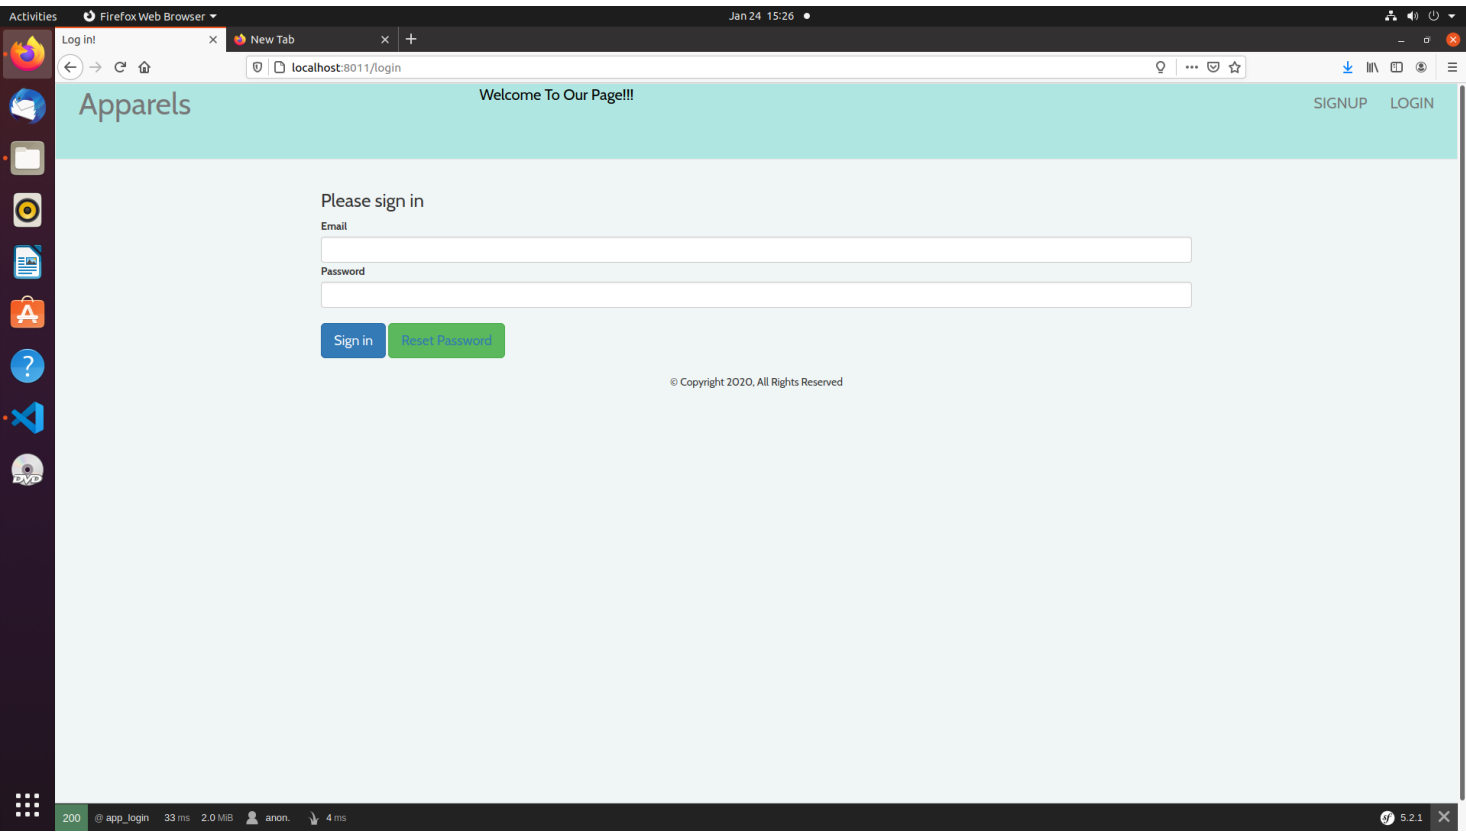 Activities Firefox Web Browser Jan 24 15:26
Log in! New Tab
localhost:8011/login
Apparels Welcome To Our Page!!! SIGNUP LOGIN
Please sign in
Email
Password
Sign in Reset Password
© Copyright 2020, All Rights Reserved
200 @ app_login 33 ms 2.0 MiB anon. 4 ms sf 5.2.1
DVD